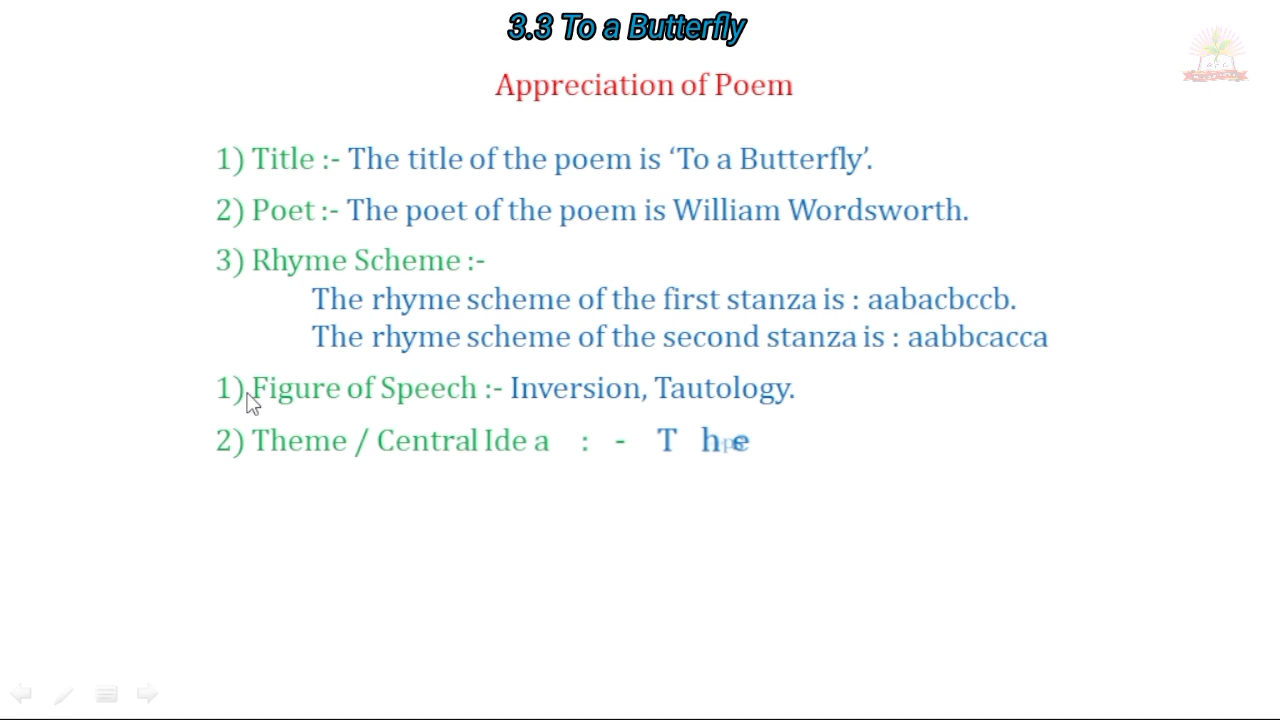 3.3 To a Butterfly
Appreciation of Poem
1) Title :- The title of the poem is ‘To a Butterfly’.
2) Poet :- The poet of the poem is William Wordsworth.
3) Rhyme Scheme :-
The rhyme scheme of the first stanza is : aabacbccb.
The rhyme scheme of the second stanza is : aabbcacca
1) Figure of Speech :- Inversion, Tautology.
2) Theme / Central Ide a : - T h e